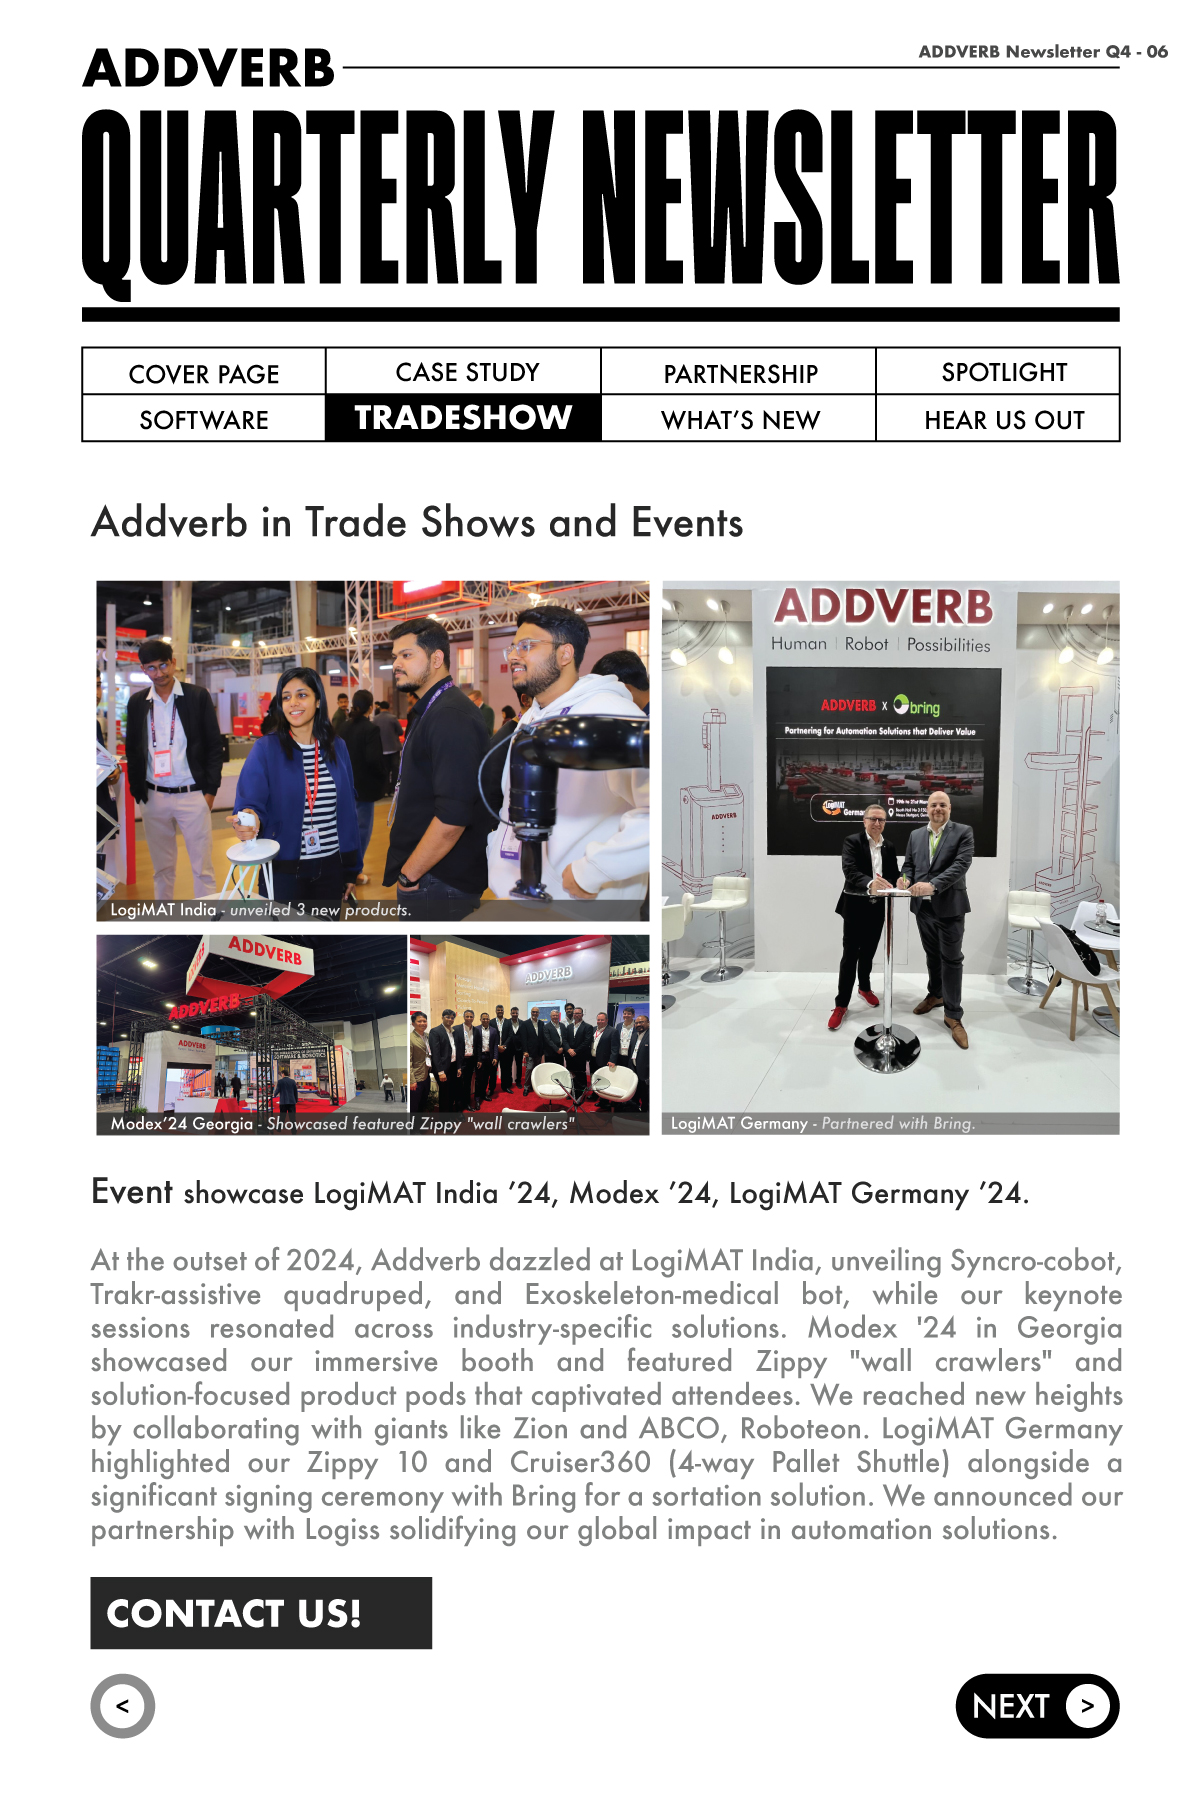 ADDVERB Newsletter Q4 - 06
ADDVERB
QUARTERLY NEWSLETTER
COVER PAGE
CASE STUDY
PARTNERSHIP
SPOTLIGHT
SOFTWARE
TRADESHOW
WHAT’S NEW
HEAR US OUT
Addverb in Trade Shows and Events
LogiMAT India - unveiled 3 new products.
ADDVERB
Human | Robot | Possibilities
ADDVERB X bring
Partnering for Automation Solutions that Deliver Value
LogiMAT
ADDVERB
ADDVERB
ADDVERB
ADDVERB
SOFTWARE & ROBOTICS
ADDVERB
Modex’24 Georgia - Showcased featured Zippy "wall crawlers"
LogiMAT Germany - Partnered with Bring.
Event showcase LogiMAT India ’24, Modex ’24, LogiMAT Germany ’24.
At the outset of 2024, Addverb dazzled at LogiMAT India, unveiling Syncro-cobot,
Trakr-assistive quadruped, and Exoskeleton-medical bot, while our keynote
sessions resonated across industry-specific solutions. Modex '24 in Georgia
showcased our immersive booth and featured Zippy "wall crawlers" and
solution-focused product pods that captivated attendees. We reached new heights
by collaborating with giants like Zion and ABCO, Roboteon. LogiMAT Germany
highlighted our Zippy 10 and Cruiser360 (4-way Pallet Shuttle) alongside a
significant signing ceremony with Bring for a sortation solution. We announced our
partnership with Logiss solidifying our global impact in automation solutions.
CONTACT US!
<
NEXT >